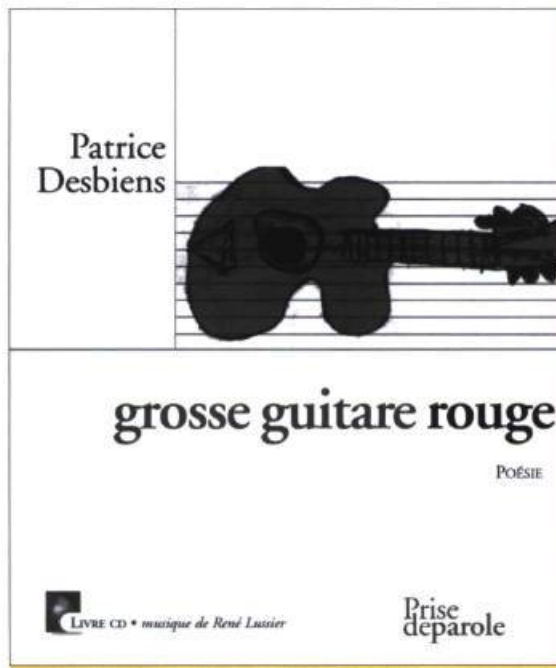 Patrice
Desbiens
grosse guitare rouge
POÉSIE
LIVRE CD • musique de René Lussier
Prise
deparole